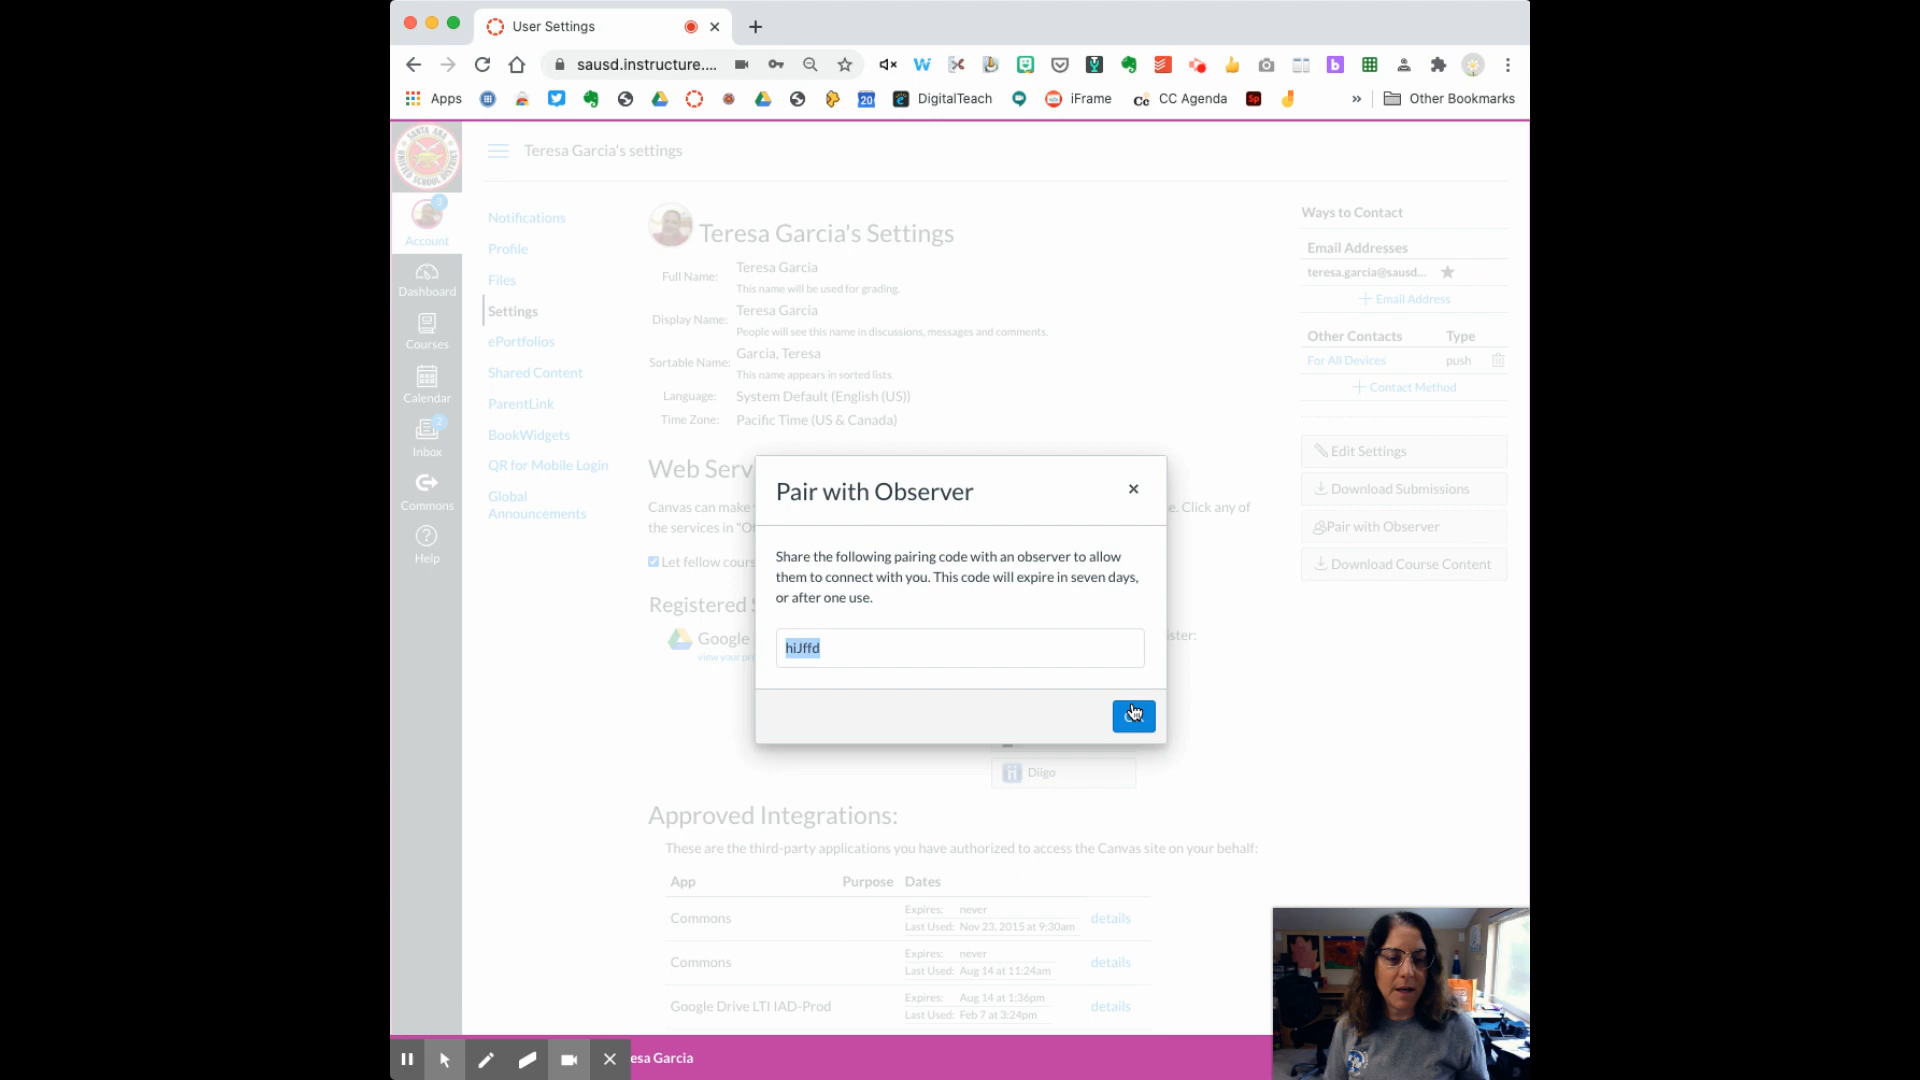 User Settings
sausd.instructure....
Apps
20
DigitalTeach
iFrame
Cc CC Agenda
Sp
Other Bookmarks
SANTA ANA
UNIFIED SCHOOL DISTRICT
Teresa Garcia's settings
3
Account
Dashboard
Courses
Calendar
2
Inbox
Commons
Help
Notifications
Profile
Files
Settings
ePortfolios
Shared Content
ParentLink
BookWidgets
QR for Mobile Login
Global
Announcements
Teresa Garcia's Settings
Full Name: Teresa Garcia
This name will be used for grading.
Display Name: Teresa Garcia
People will see this name in discussions, messages and comments.
Sortable Name: Garcia, Teresa
This name appears in sorted lists.
Language: System Default (English (US))
Time Zone: Pacific Time (US & Canada)
Web Serv
Canvas can make
e. Click any of
the services in "O
Let fellow cours
Registered S
Google
view your pr
ister:
Pair with Observer
Share the following pairing code with an observer to allow
them to connect with you. This code will expire in seven days,
or after one use.
hiJffd
Diigo
Approved Integrations:
These are the third-party applications you have authorized to access the Canvas site on your behalf:
App Purpose Dates
Commons
Expires: never
Last Used: Nov 23, 2015 at 9:30am
details
Commons
Expires: never
Last Used: Aug 14 at 11:24am
details
Google Drive LTI IAD-Prod
Expires: Aug 14 at 1:36pm
Last Used: Feb 7 at 3:24pm
details
Ways to Contact
Email Addresses
teresa.garcia@sausd...
Email Address
Other Contacts Type
For All Devices push
Contact Method
Edit Settings
Download Submissions
Pair with Observer
Download Course Content
esa Garcia